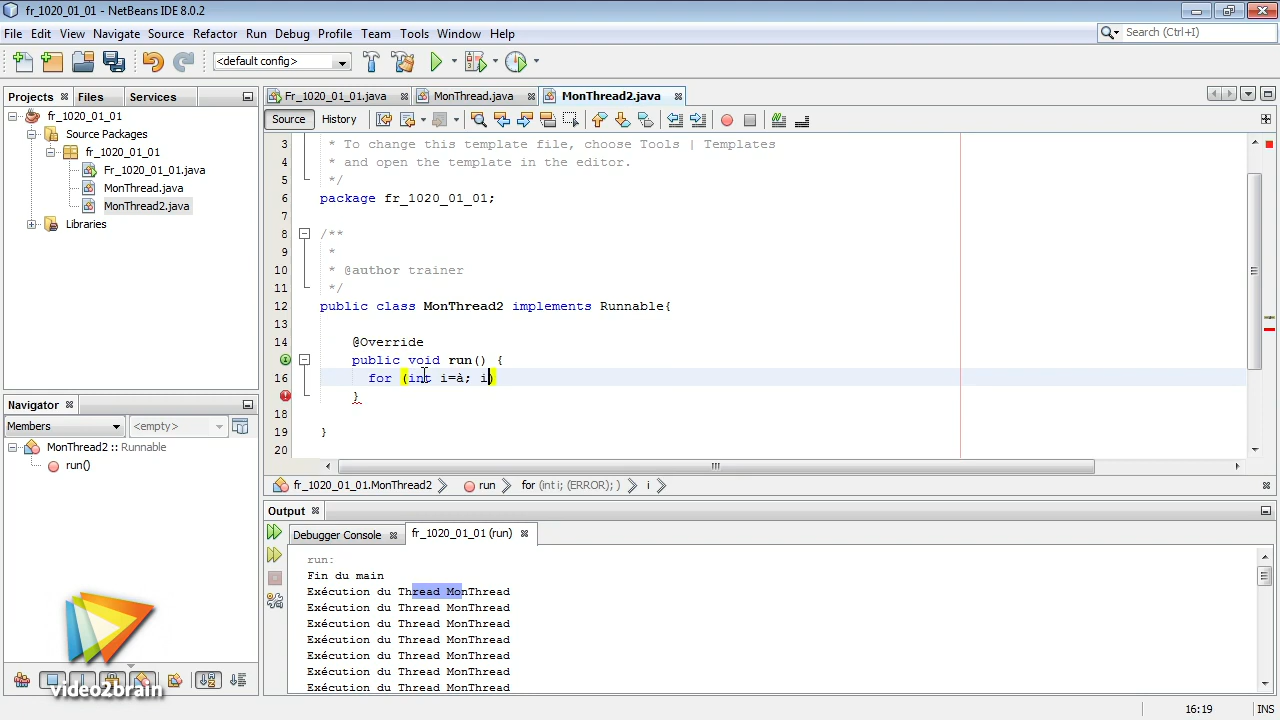 fr_1020_01_01 - NetBeans IDE 8.0.2
File Edit View Navigate Source Refactor Run Debug Profile Team Tools Window Help
Search (Ctrl+I)
<default config>
Projects Files Services
Fr_1020_01_01.java MonThread.java MonThread2.java
Source History
fr_1020_01_01
Source Packages
fr_1020_01_01
Fr_1020_01_01.java
MonThread.java
MonThread2.java
Libraries
3 * To change this template file, choose Tools | Templates
4 * and open the template in the editor.
5 */
6 package fr_1020_01_01;
7
8 /**
9 *
10 * @author trainer
11 */
12 public class MonThread2 implements Runnable{
13
14 @Override
public void run() {
16 for (int i=à; i)
}
18
19 }
20
Navigator
Members <empty>
MonThread2 :: Runnable
run()
fr_1020_01_01.MonThread2 run for (int i; (ERROR); ) i
Output
Debugger Console fr_1020_01_01 (run)
run:
Fin du main
Exécution du Thread MonThread
Exécution du Thread MonThread
Exécution du Thread MonThread
Exécution du Thread MonThread
Exécution du Thread MonThread
Exécution du Thread MonThread
Exécution du Thread MonThread
video2brain
16:19 INS